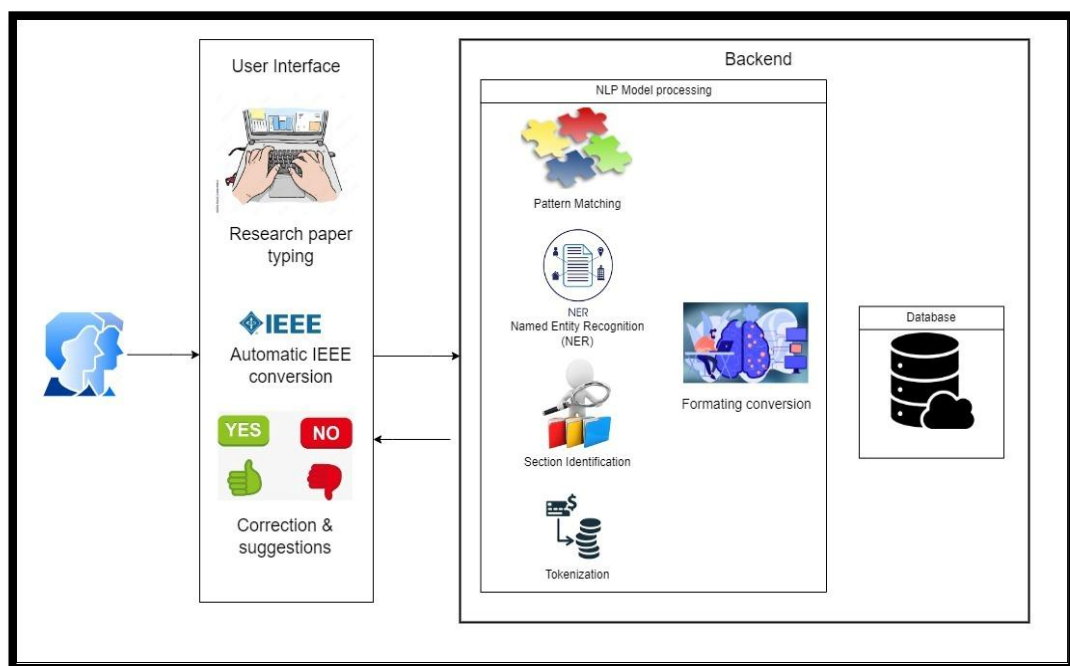 User Interface
Research paper
typing
IEEE
Automatic IEEE
conversion
YES
NO
Correction &
suggestions
Backend
NLP Model processing
Pattern Matching
NER
Named Entity Recognition
(NER)
Section Identification
Tokenization
Formating conversion
Database